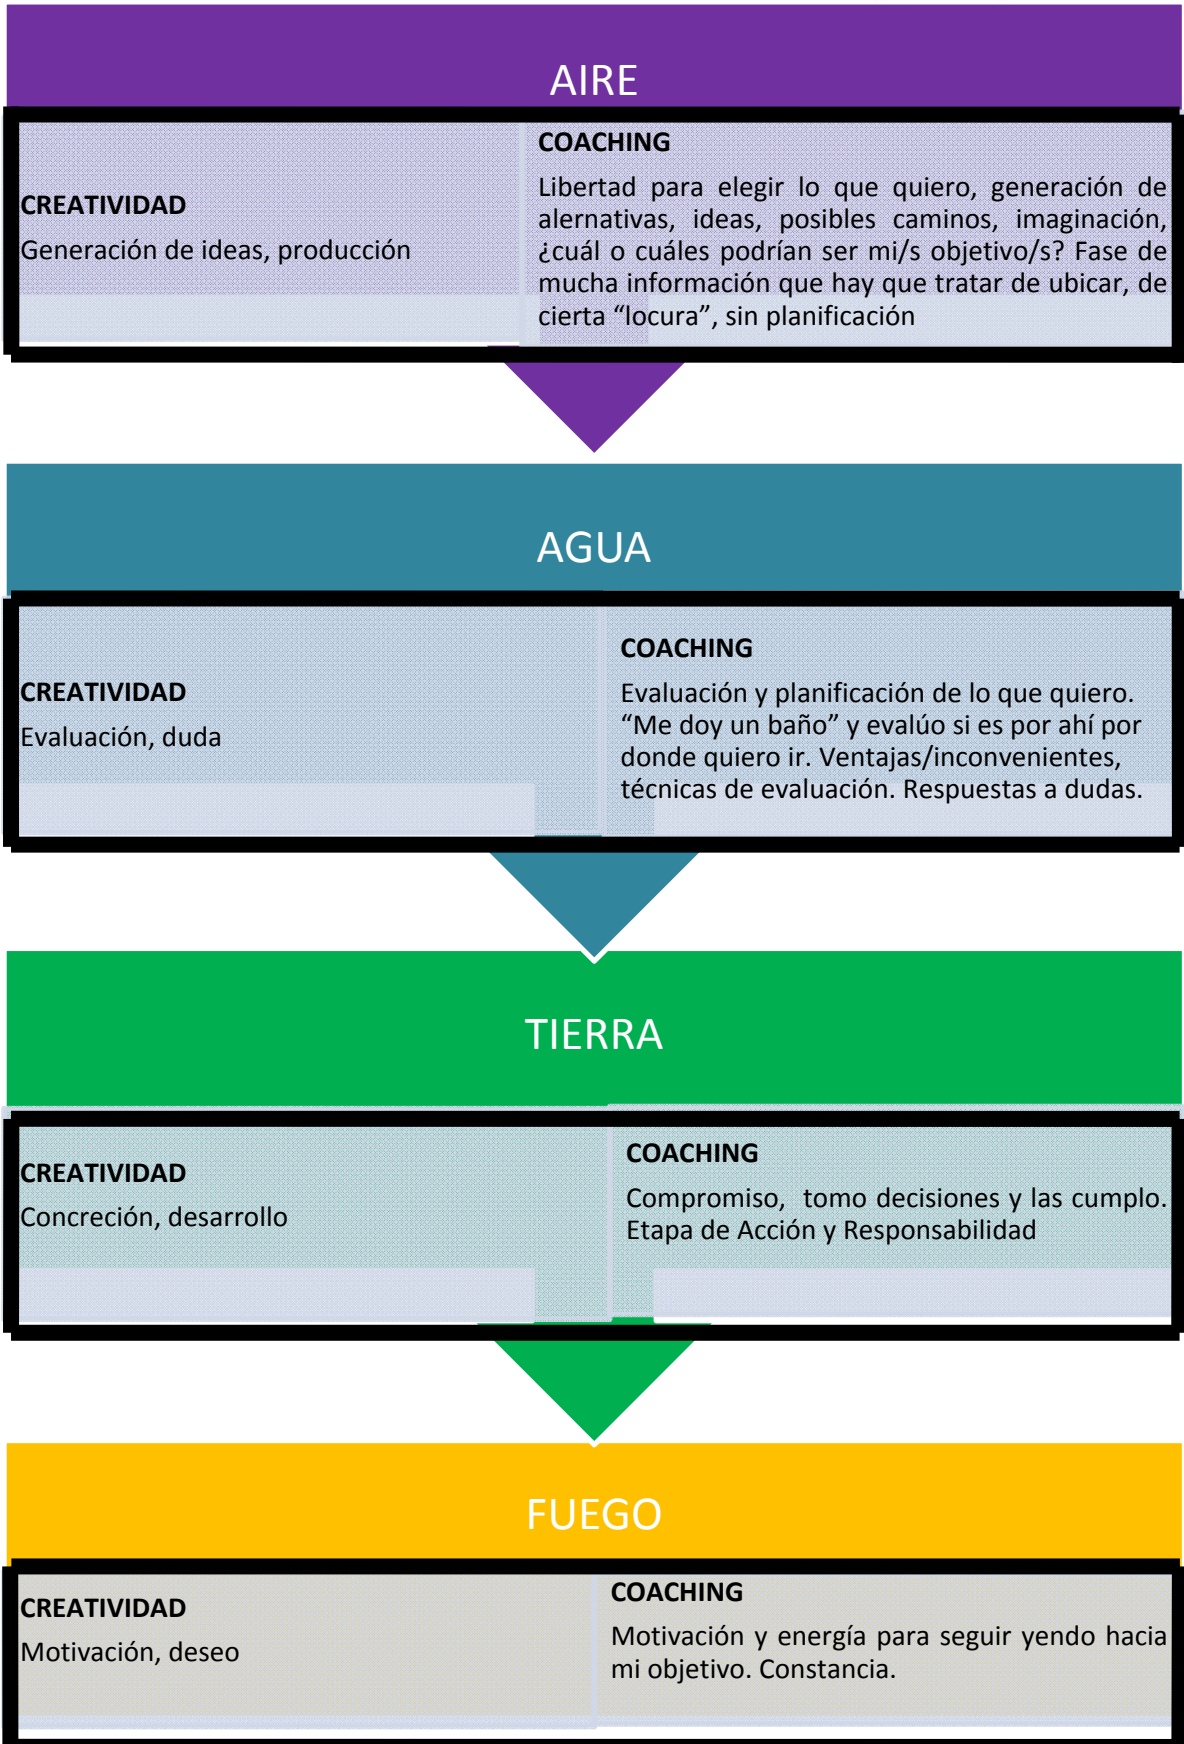 AIRE
CREATIVIDAD
Generación de ideas, producción
COACHING
Libertad para elegir lo que quiero, generación de
alernativas, ideas, posibles caminos, imaginación,
¿cuál o cuáles podrían ser mi/s objetivo/s? Fase de
mucha información que hay que tratar de ubicar, de
cierta “locura”, sin planificación
AGUA
CREATIVIDAD
Evaluación, duda
COACHING
Evaluación y planificación de lo que quiero.
“Me doy un baño” y evalúo si es por ahí por
donde quiero ir. Ventajas/inconvenientes,
técnicas de evaluación. Respuestas a dudas.
TIERRA
CREATIVIDAD
Concreción, desarrollo
COACHING
Compromiso, tomo decisiones y las cumplo.
Etapa de Acción y Responsabilidad
FUEGO
CREATIVIDAD
Motivación, deseo
COACHING
Motivación y energía para seguir yendo hacia
mi objetivo. Constancia.